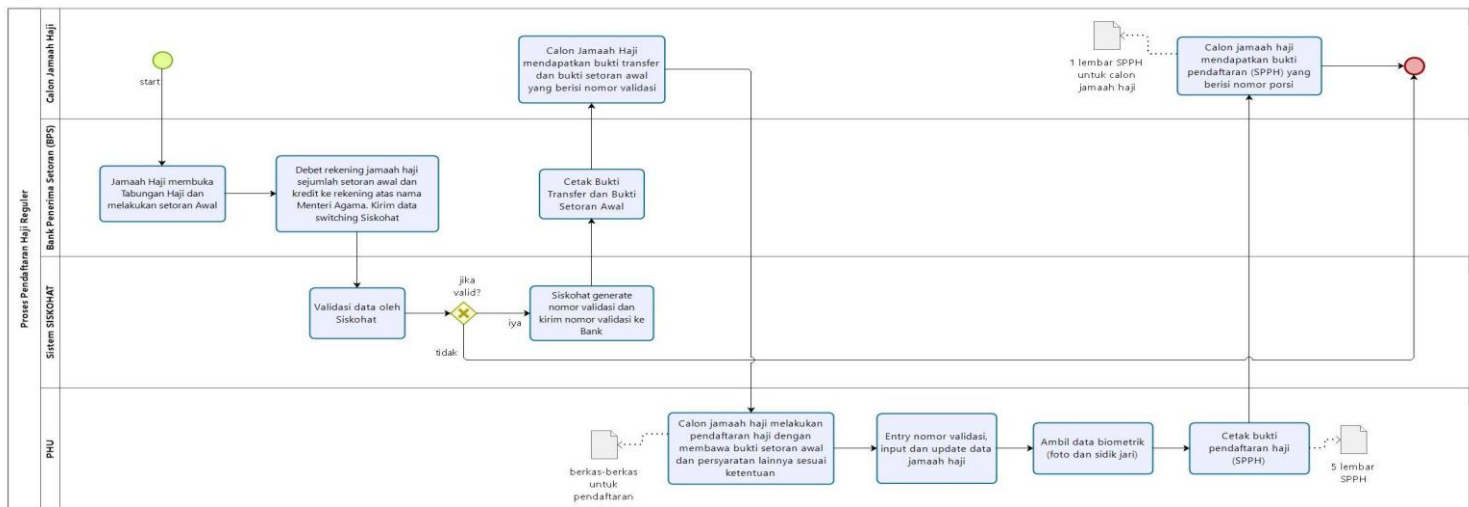 Proses Pendaftaran Haji Reguler
Calon Jamaah Haji
start
Calon Jamaah Haji
mendapatkan bukti transfer
dan bukti setoran awal
yang berisi nomor validasi
1 lembar SPPH
untuk calon
jamaah haji
Calon jamaah haji
mendapatkan bukti
pendaftaran (SPPH) yang
berisi nomor porsi
Bank Penerima Setoran (BPS)
Jamaah Haji membuka
Tabungan Haji dan
melakukan setoran Awal
Debet rekening jamaah haji
sejumlah setoran awal dan
kredit ke rekening atas nama
Menteri Agama. Kirim data
switching Siskohat
Cetak Bukti
Transfer dan Bukti
Setoran Awal
Sistem SISKOHAT
Validasi data oleh
Siskohat
jika
valid?
iya
tidak
Siskohat generate
nomor validasi dan
kirim nomor validasi ke
Bank
PHU
berkas-berkas
untuk
pendaftaran
Calon jamaah haji melakukan
pendaftaran haji dengan
membawa bukti setoran awal
dan persyaratan lainnya sesuai
ketentuan
Entry nomor validasi,
input dan update data
jamaah haji
Ambil data biometrik
(foto dan sidik jari)
Cetak bukti
pendaftaran haji
(SPPH)
5 lembar
SPPH